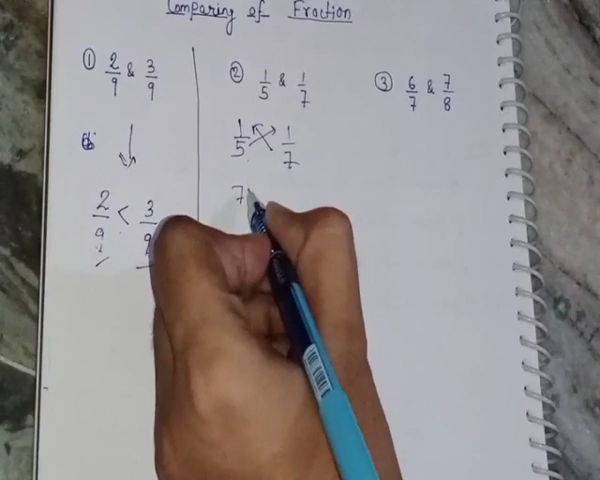 Comparing of Fraction
① 2/9 & 3/9
② 1/5 & 1/7
③ 6/7 & 7/8
1/5 1/7
7
2/9 < 3/9